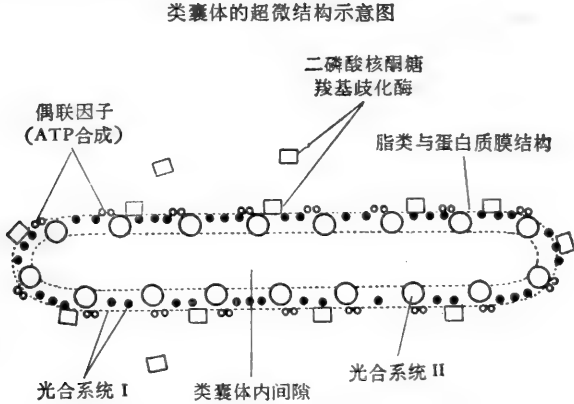 类囊体的超微结构示意图
二磷酸核酮糖
羧基歧化酶
偶联因子
(ATP合成)
脂类与蛋白质膜结构
光合系统 I
类囊体内间隙
光合系统 II